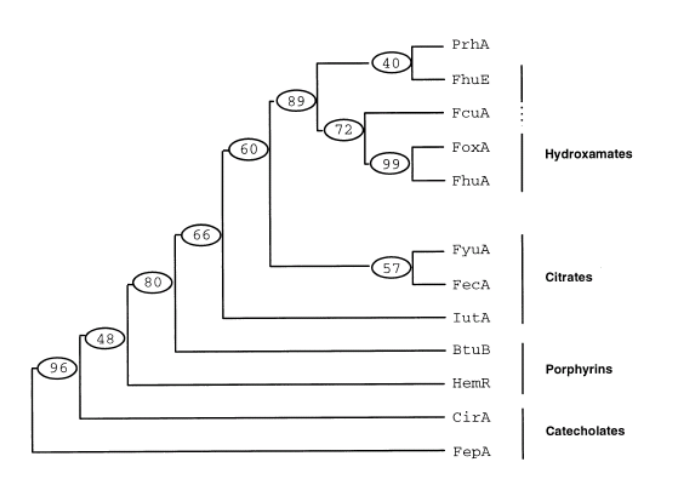 PrhA
40
FhuE
89
FcuA
72
FoxA
Hydroxamates
60
99
FhuA
66
FyuA
57
Citrates
80
FecA
IutA
48
BtuB
Porphyrins
96
HemR
CirA
Catecholates
FepA